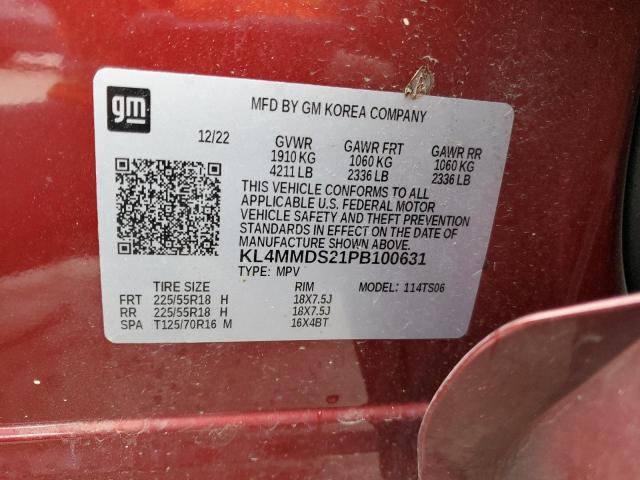 gm
MFD BY GM KOREA COMPANY
12/22 GVWR GAWR FRT GAWR RR
1910 KG 1060 KG 1060 KG
4211 LB 2336 LB 2336 LB
THIS VEHICLE CONFORMS TO ALL
APPLICABLE U.S. FEDERAL MOTOR
VEHICLE SAFETY AND THEFT PREVENTION
STANDARDS IN EFFECT ON THE DATE OF
MANUFACTURE SHOWN ABOVE.
KL4MMDS21PB100631
TYPE: MPV MODEL: 114TS06
TIRE SIZE RIM
FRT 225/55R18 H 18X7.5J
RR 225/55R18 H 18X7.5J
SPA T125/70R16 M 16X4BT